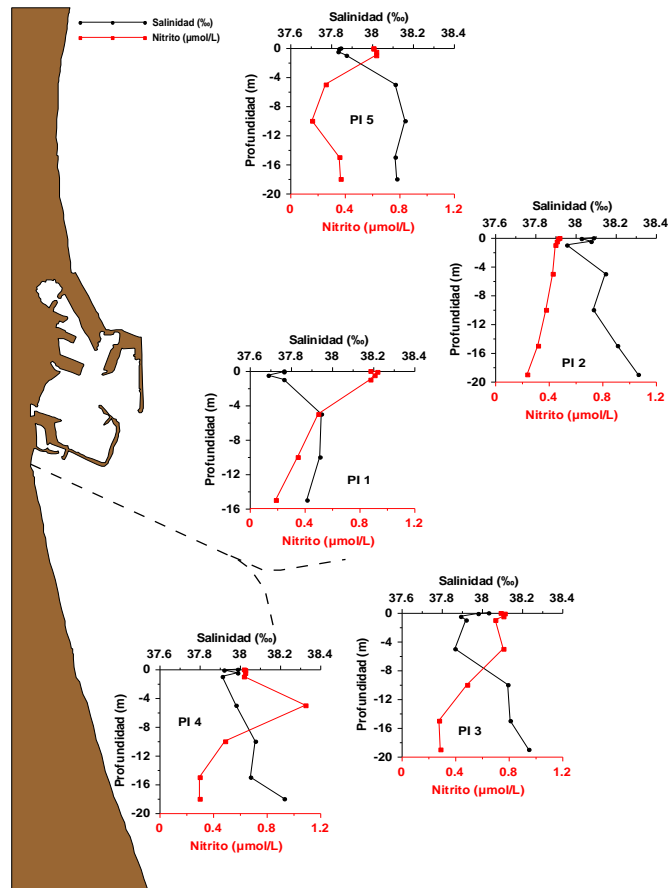 Salinidad (‰)
Nitrito (µmol/L)
Salinidad (‰)
37.6 37.8 38 38.2 38.4
0
-4
-8
-12
-16
-20
Profundidad (m)
PI 5
0 0.4 0.8 1.2
Nitrito (µmol/L)
Salinidad (‰)
37.6 37.8 38 38.2 38.4
0
-4
-8
-12
-16
-20
Profundidad (m)
PI 2
0 0.4 0.8 1.2
Nitrito (µmol/L)
Salinidad (‰)
37.6 37.8 38 38.2 38.4
0
-4
-8
-12
-16
Profundidad (m)
PI 1
0 0.4 0.8 1.2
Nitrito (µmol/L)
Salinidad (‰)
37.6 37.8 38 38.2 38.4
0
-4
-8
-12
-16
-20
Profundidad (m)
PI 3
0 0.4 0.8 1.2
Nitrito (µmol/L)
Salinidad (‰)
37.6 37.8 38 38.2 38.4
0
-4
-8
-12
-16
-20
Profundidad (m)
PI 4
0 0.4 0.8 1.2
Nitrito (µmol/L)